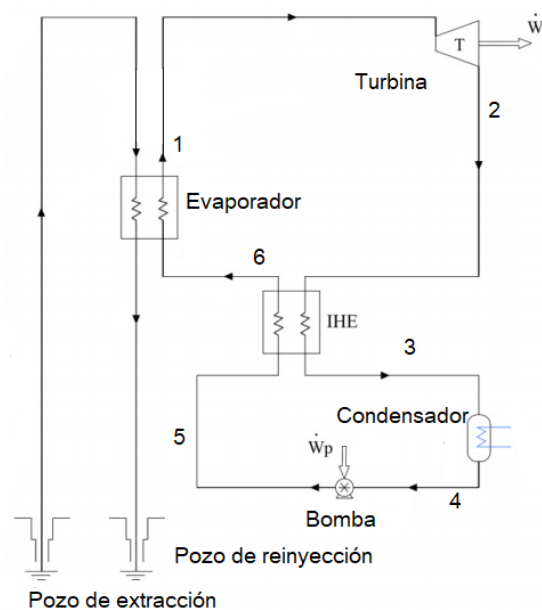 Ẇ
T
Turbina
2
1
Evaporador
6
IHE
3
Condensador
5
Ẇp
4
Bomba
Pozo de reinyección
Pozo de extracción